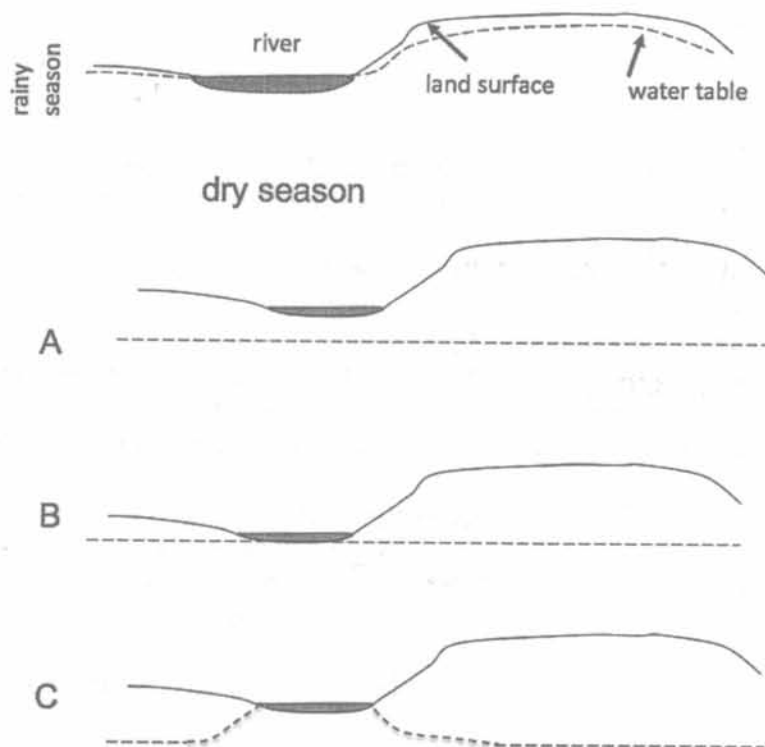 rainy
season
river
land surface
water table
dry season
A
B
C